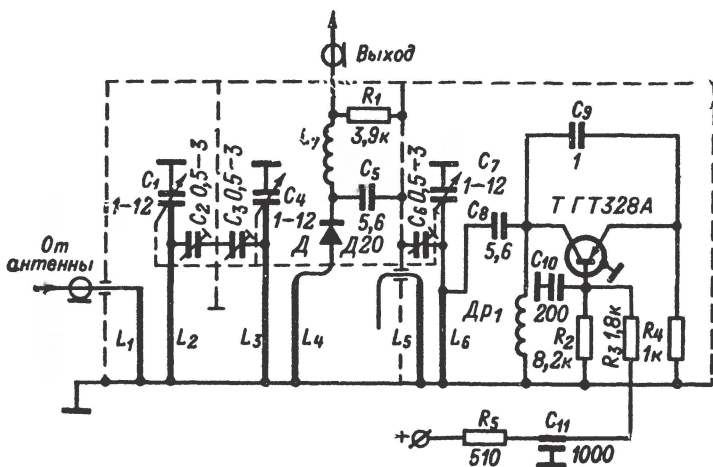 Выход
R1
3,9к
L7
C1
1-12
C2 0,5-3
C3 0,5-3
C4
1-12
C5
5,6
C6 0,5-3
C7
1-12
C8
5,6
C9
1
Т ГТ328А
От
антенны
Д
Д20
C10
200
L1
L2
L3
L4
L5
L6
Др1
R2
8,2к
R3 1,8к
R4
1к
+
R5
510
C11
1000